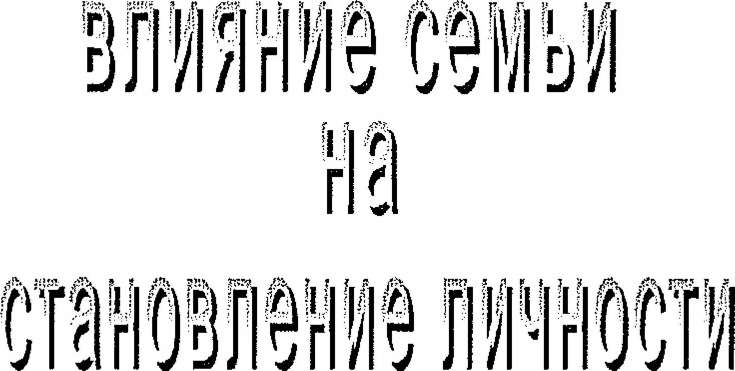 влияние семьи
на
становление личности